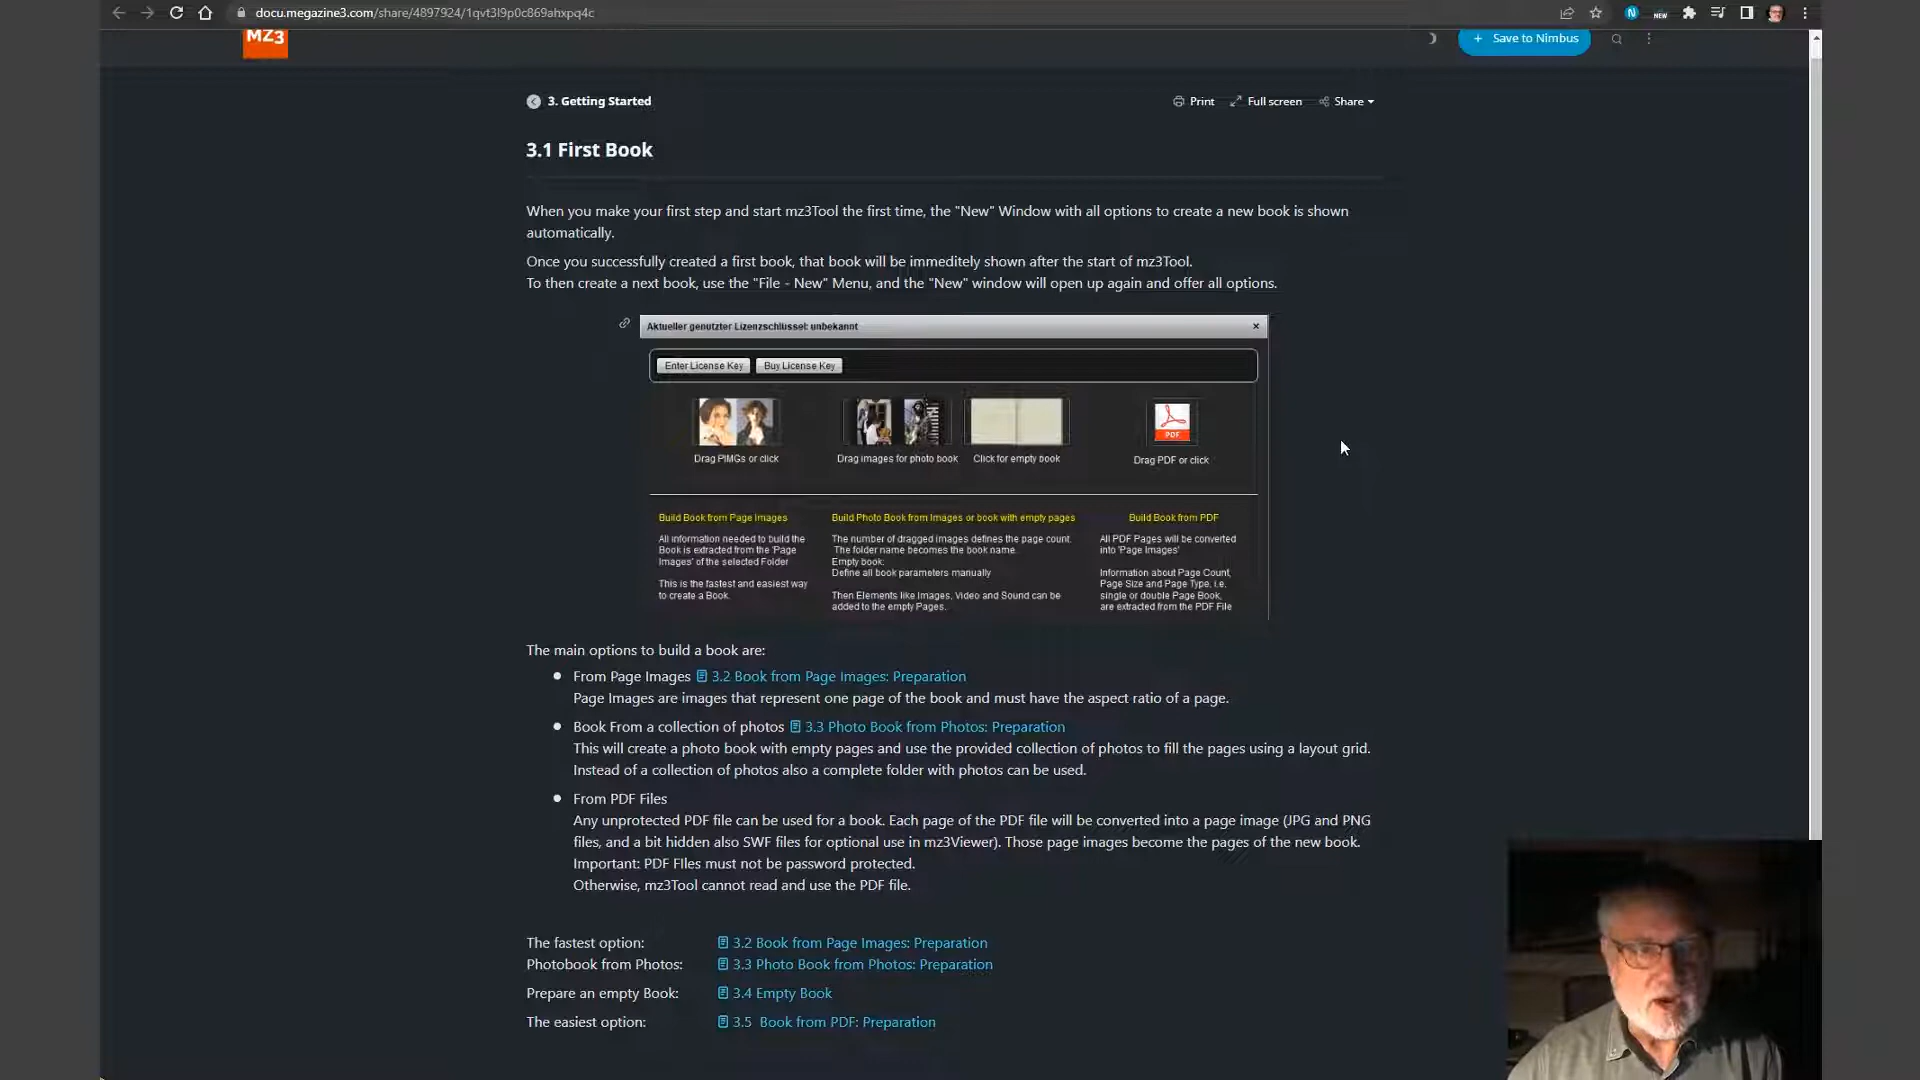 docu.megazine3.com/share/4897924/1qvt3l9p0c869ahxpq4c
NEW
MZ3
+ Save to Nimbus
3. Getting Started
Print
Full screen
Share
3.1 First Book
When you make your first step and start mz3Tool the first time, the "New" Window with all options to create a new book is shown
automatically.
Once you successfully created a first book, that book will be immeditely shown after the start of mz3Tool.
To then create a next book, use the "File - New" Menu, and the "New" window will open up again and offer all options.
Aktueller genutzter Lizenzschlüssel: unbekannt
Enter License Key
Buy License Key
PDF
Drag PIMGs or click
Drag images for photo book
Click for empty book
Drag PDF or click
Build Book from Page Images
All information needed to build the
Book is extracted from the 'Page
Images' of the selected Folder
This is the fastest and easiest way
to create a Book.
Build Photo Book from Images or book with empty pages
The number of dragged images defines the page count.
The folder name becomes the book name.
Empty book:
Define all book parameters manually
Then Elements like Images, Video and Sound can be
added to the empty Pages.
Build Book from PDF
All PDF Pages will be converted
into 'Page Images'
Information about Page Count,
Page Size and Page Type, i.e.
single or double Page Book,
are extracted from the PDF File
The main options to build a book are:
From Page Images 3.2 Book from Page Images: Preparation
Page Images are images that represent one page of the book and must have the aspect ratio of a page.
Book From a collection of photos 3.3 Photo Book from Photos: Preparation
This will create a photo book with empty pages and use the provided collection of photos to fill the pages using a layout grid.
Instead of a collection of photos also a complete folder with photos can be used.
From PDF Files
Any unprotected PDF file can be used for a book. Each page of the PDF file will be converted into a page image (JPG and PNG
files, and a bit hidden also SWF files for optional use in mz3Viewer). Those page images become the pages of the new book.
Important: PDF FIles must not be password protected.
Otherwise, mz3Tool cannot read and use the PDF file.
The fastest option: 3.2 Book from Page Images: Preparation
Photobook from Photos: 3.3 Photo Book from Photos: Preparation
Prepare an empty Book: 3.4 Empty Book
The easiest option: 3.5 Book from PDF: Preparation